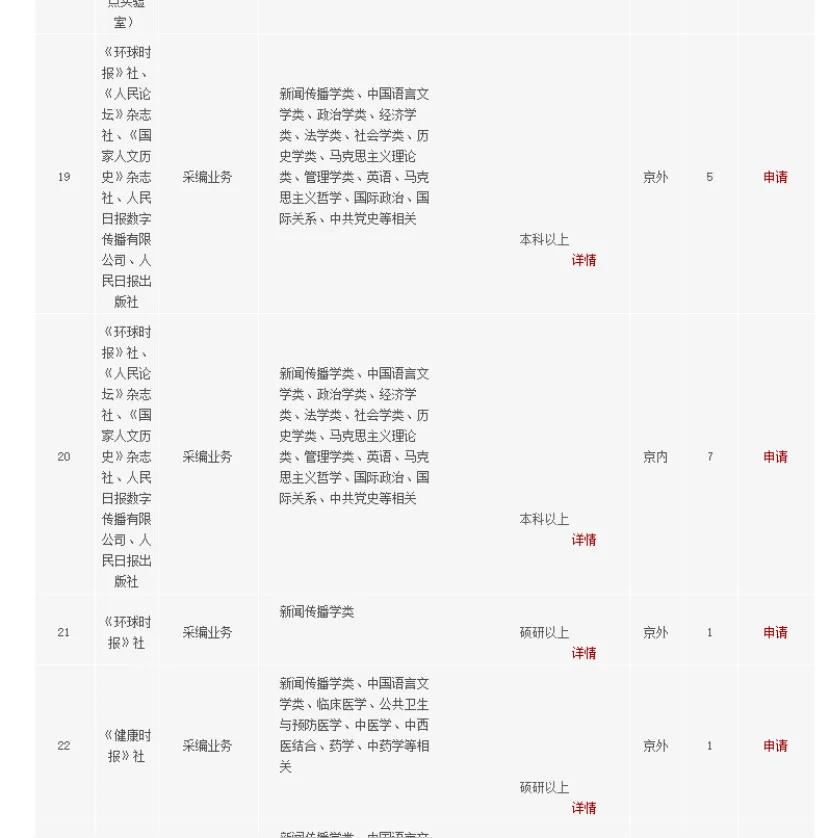 点实验
室）
19
《环球时
报》社、
《人民论
坛》杂志
社、《国
家人文历
史》杂志
社、人民
日报数字
传播有限
公司、人
民日报出
版社
采编业务
新闻传播学类、中国语言文
学类、政治学类、经济学
类、法学类、社会学类、历
史学类、马克思主义理论
类、管理学类、英语、马克
思主义哲学、国际政治、国
际关系、中共党史等相关
本科以上
详情
京外
5
申请
20
《环球时
报》社、
《人民论
坛》杂志
社、《国
家人文历
史》杂志
社、人民
日报数字
传播有限
公司、人
民日报出
版社
采编业务
新闻传播学类、中国语言文
学类、政治学类、经济学
类、法学类、社会学类、历
史学类、马克思主义理论
类、管理学类、英语、马克
思主义哲学、国际政治、国
际关系、中共党史等相关
本科以上
详情
京内
7
申请
21
《环球时
报》社
采编业务
新闻传播学类
硕研以上
详情
京外
1
申请
22
《健康时
报》社
采编业务
新闻传播学类、中国语言文
学类、临床医学、公共卫生
与预防医学、中医学、中西
医结合、药学、中药学等相
关
硕研以上
详情
京外
1
申请
新闻传播学类、中国语言文